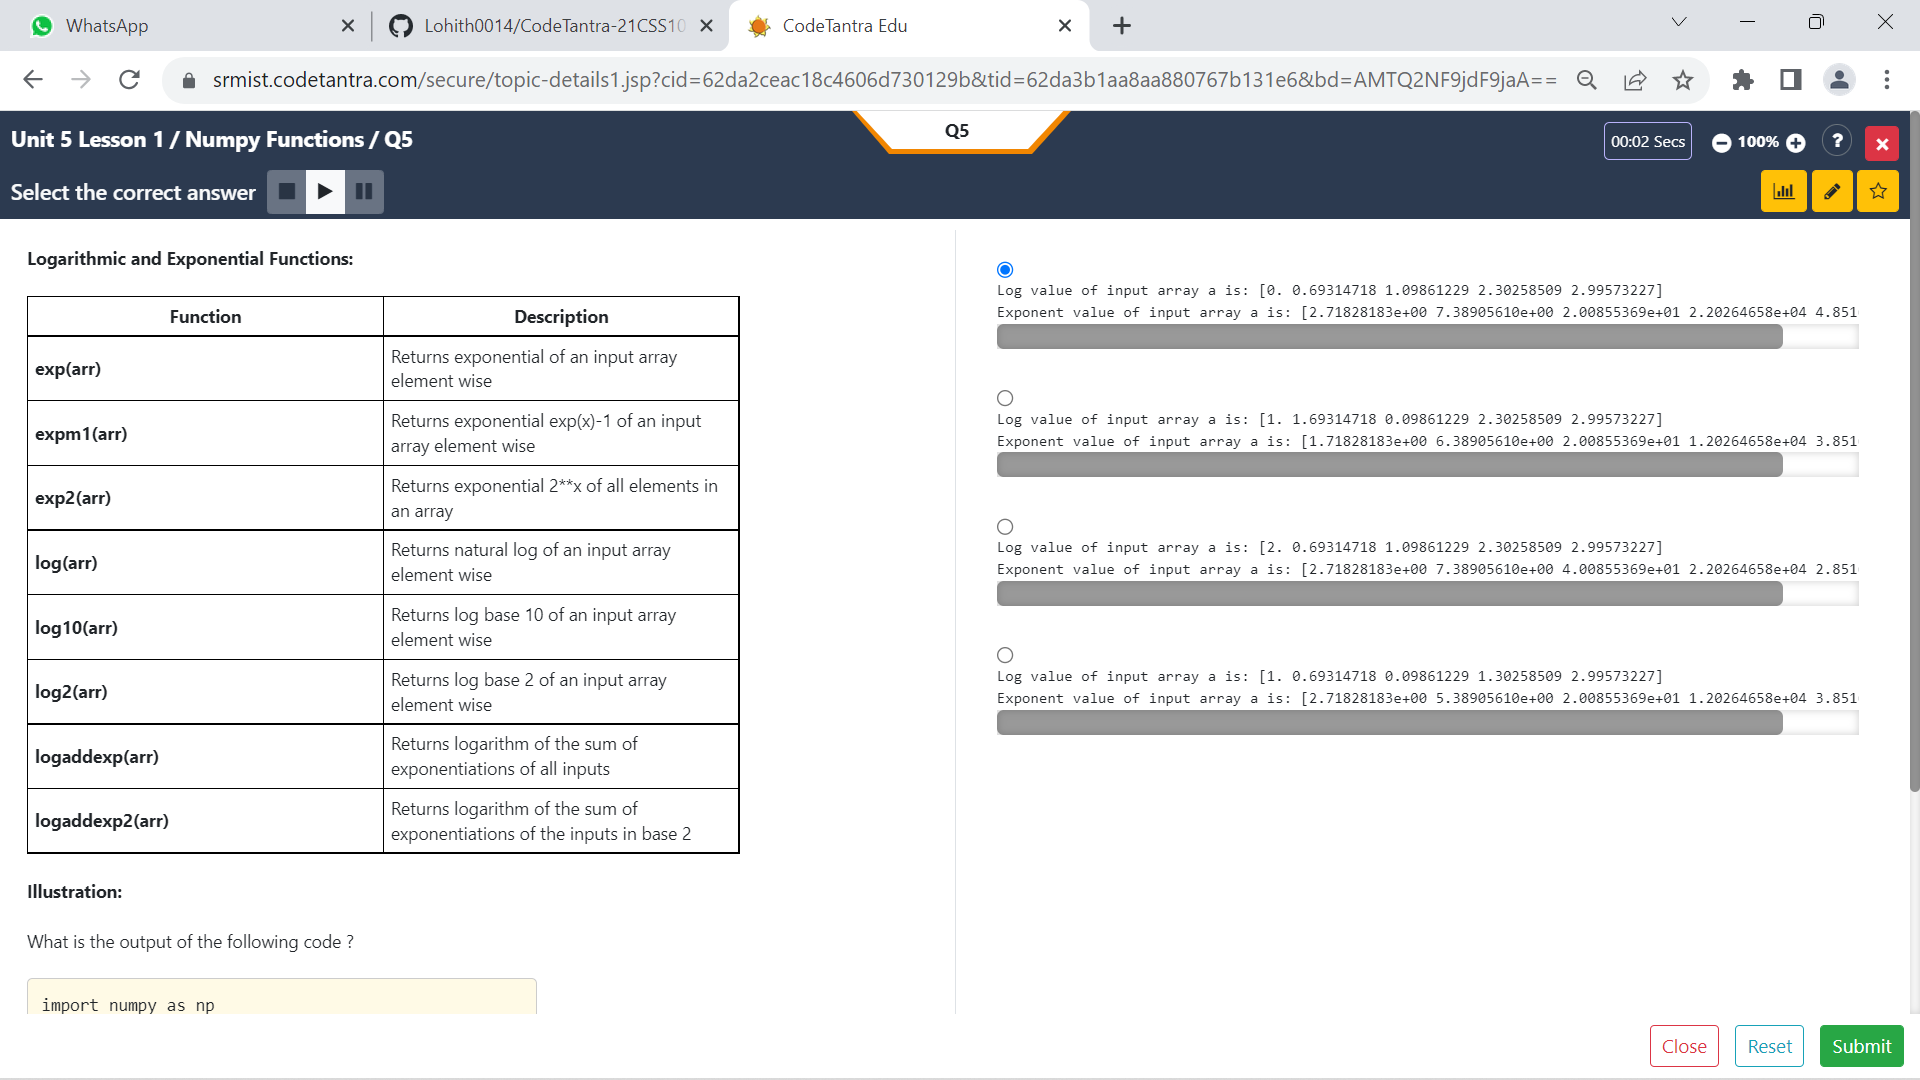 WhatsApp
Lohith0014/CodeTantra-21CSS10
CodeTantra Edu
srmist.codetantra.com/secure/topic-details1.jsp?cid=62da2ceac18c4606d730129b&tid=62da3b1aa8aa880767b131e6&bd=AMTQ2NF9jdF9jaA==
Unit 5 Lesson 1 / Numpy Functions / Q5
Q5
00:02 Secs
100%
?
Select the correct answer
Logarithmic and Exponential Functions:
Function Description
exp(arr)
Returns exponential of an input array
element wise
expm1(arr)
Returns exponential exp(x)-1 of an input
array element wise
exp2(arr)
Returns exponential 2**x of all elements in
an array
log(arr)
Returns natural log of an input array
element wise
log10(arr)
Returns log base 10 of an input array
element wise
log2(arr)
Returns log base 2 of an input array
element wise
logaddexp(arr)
Returns logarithm of the sum of
exponentiations of all inputs
logaddexp2(arr)
Returns logarithm of the sum of
exponentiations of the inputs in base 2
Illustration:
What is the output of the following code ?
import numpy as np
Log value of input array a is: [0. 0.69314718 1.09861229 2.30258509 2.99573227]
Exponent value of input array a is: [2.71828183e+00 7.38905610e+00 2.00855369e+01 2.20264658e+04 4.851
Log value of input array a is: [1. 1.69314718 0.09861229 2.30258509 2.99573227]
Exponent value of input array a is: [1.71828183e+00 6.38905610e+00 2.00855369e+01 1.20264658e+04 3.851
Log value of input array a is: [2. 0.69314718 1.09861229 2.30258509 2.99573227]
Exponent value of input array a is: [2.71828183e+00 7.38905610e+00 4.00855369e+01 2.20264658e+04 2.851
Log value of input array a is: [1. 0.69314718 0.09861229 1.30258509 2.99573227]
Exponent value of input array a is: [2.71828183e+00 5.38905610e+00 2.00855369e+01 1.20264658e+04 3.851
Close
Reset
Submit